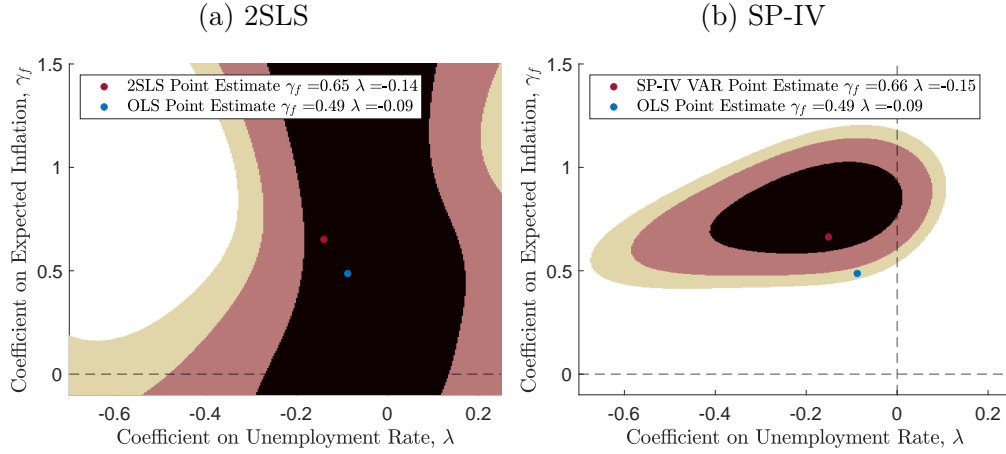 (a) 2SLS
Coefficient on Expected Inflation, γ_f
1.5
1
0.5
0
2SLS Point Estimate γ_f =0.65 λ =-0.14
OLS Point Estimate γ_f =0.49 λ =-0.09
-0.6
-0.4
-0.2
0
0.2
Coefficient on Unemployment Rate, λ
(b) SP-IV
Coefficient on Expected Inflation, γ_f
1.5
1
0.5
0
SP-IV VAR Point Estimate γ_f =0.66 λ =-0.15
OLS Point Estimate γ_f =0.49 λ =-0.09
-0.6
-0.4
-0.2
0
0.2
Coefficient on Unemployment Rate, λ